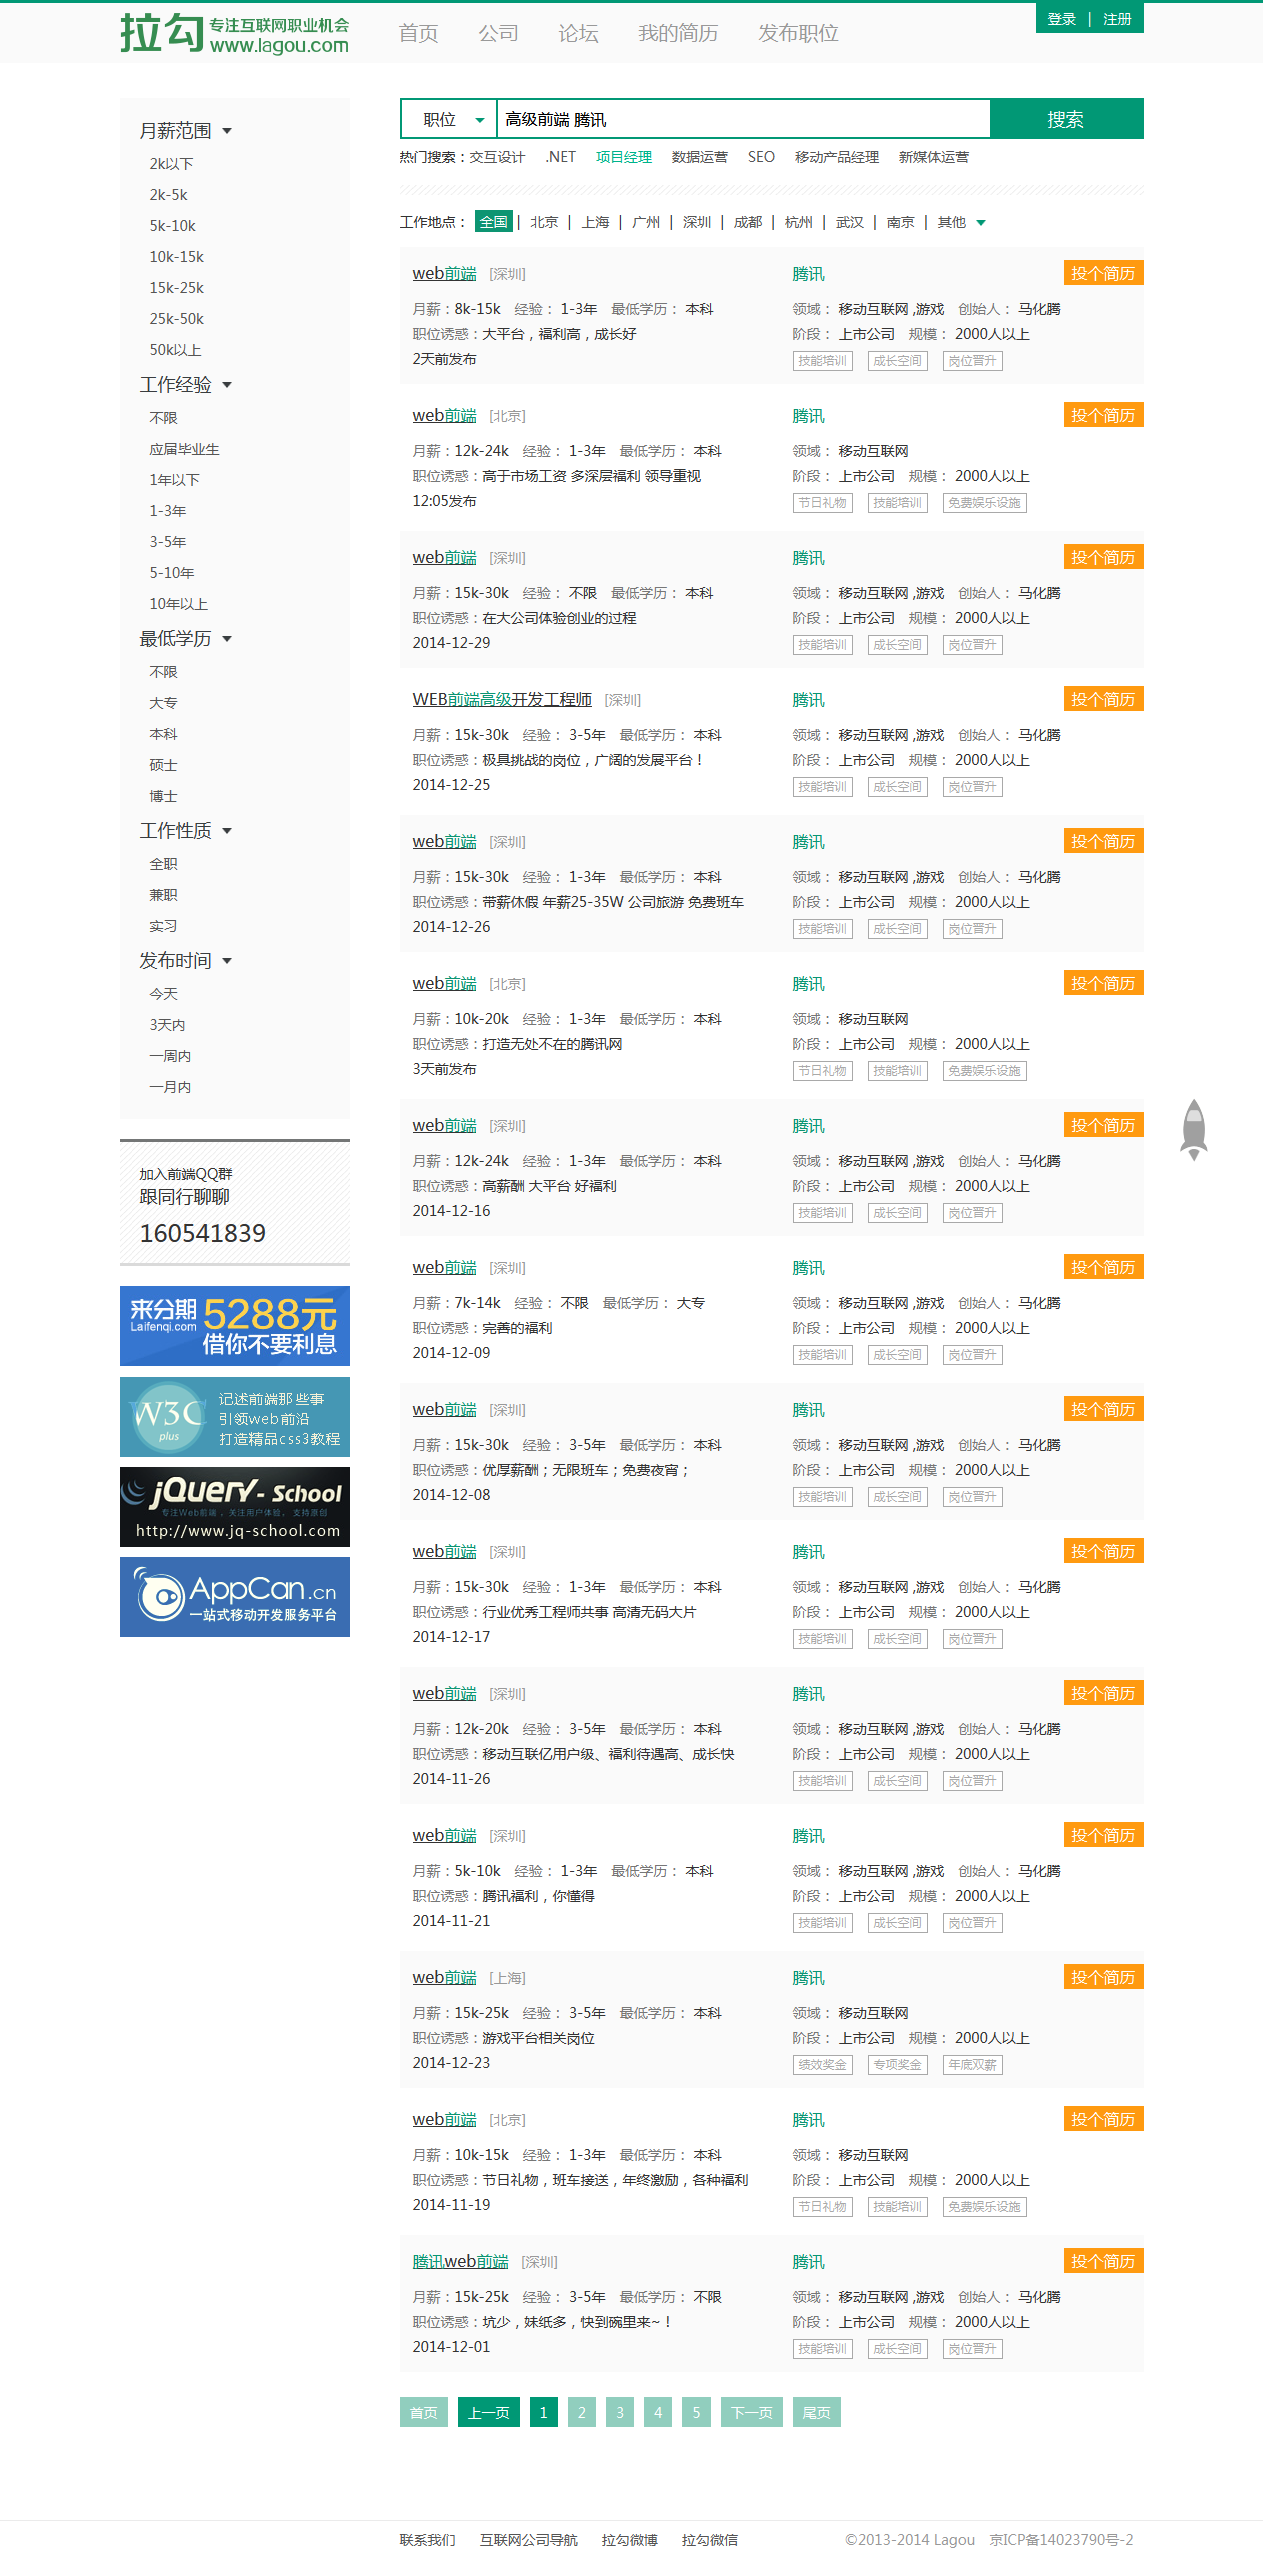 拉勾 专注互联网职业机会
www.lagou.com
首页 公司 论坛 我的简历 发布职位
登录 | 注册
月薪范围
2k以下
2k-5k
5k-10k
10k-15k
15k-25k
25k-50k
50k以上
工作经验
不限
应届毕业生
1年以下
1-3年
3-5年
5-10年
10年以上
最低学历
不限
大专
本科
硕士
博士
工作性质
全职
兼职
实习
发布时间
今天
3天内
一周内
一月内
加入前端QQ群
跟同行聊聊
160541839
来分期 5288元
Laifenqi.com 借你不要利息
W3C plus
记述前端那些事
引领web前沿
打造精品css3教程
jQuery- School
专注Web前端，关注用户体验，支持原创
http://www.jq-school.com
AppCan.cn
一站式移动开发服务平台
职位 高级前端 腾讯 搜索
热门搜索：交互设计 .NET 项目经理 数据运营 SEO 移动产品经理 新媒体运营
工作地点： 全国 | 北京 | 上海 | 广州 | 深圳 | 成都 | 杭州 | 武汉 | 南京 | 其他
web前端 [深圳] 腾讯 投个简历
月薪：8k-15k 经验： 1-3年 最低学历： 本科 领域： 移动互联网 ,游戏 创始人： 马化腾
职位诱惑：大平台，福利高，成长好 阶段： 上市公司 规模： 2000人以上
2天前发布 技能培训 成长空间 岗位晋升
web前端 [北京] 腾讯 投个简历
月薪：12k-24k 经验： 1-3年 最低学历： 本科 领域： 移动互联网
职位诱惑：高于市场工资 多深层福利 领导重视 阶段： 上市公司 规模： 2000人以上
12:05发布 节日礼物 技能培训 免费娱乐设施
web前端 [深圳] 腾讯 投个简历
月薪：15k-30k 经验： 不限 最低学历： 本科 领域： 移动互联网 ,游戏 创始人： 马化腾
职位诱惑：在大公司体验创业的过程 阶段： 上市公司 规模： 2000人以上
2014-12-29 技能培训 成长空间 岗位晋升
WEB前端高级开发工程师 [深圳] 腾讯 投个简历
月薪：15k-30k 经验： 3-5年 最低学历： 本科 领域： 移动互联网 ,游戏 创始人： 马化腾
职位诱惑：极具挑战的岗位，广阔的发展平台！ 阶段： 上市公司 规模： 2000人以上
2014-12-25 技能培训 成长空间 岗位晋升
web前端 [深圳] 腾讯 投个简历
月薪：15k-30k 经验： 1-3年 最低学历： 本科 领域： 移动互联网 ,游戏 创始人： 马化腾
职位诱惑：带薪休假 年薪25-35W 公司旅游 免费班车 阶段： 上市公司 规模： 2000人以上
2014-12-26 技能培训 成长空间 岗位晋升
web前端 [北京] 腾讯 投个简历
月薪：10k-20k 经验： 1-3年 最低学历： 本科 领域： 移动互联网
职位诱惑：打造无处不在的腾讯网 阶段： 上市公司 规模： 2000人以上
3天前发布 节日礼物 技能培训 免费娱乐设施
web前端 [深圳] 腾讯 投个简历
月薪：12k-24k 经验： 1-3年 最低学历： 本科 领域： 移动互联网 ,游戏 创始人： 马化腾
职位诱惑：高薪酬 大平台 好福利 阶段： 上市公司 规模： 2000人以上
2014-12-16 技能培训 成长空间 岗位晋升
web前端 [深圳] 腾讯 投个简历
月薪：7k-14k 经验： 不限 最低学历： 大专 领域： 移动互联网 ,游戏 创始人： 马化腾
职位诱惑：完善的福利 阶段： 上市公司 规模： 2000人以上
2014-12-09 技能培训 成长空间 岗位晋升
web前端 [深圳] 腾讯 投个简历
月薪：15k-30k 经验： 3-5年 最低学历： 本科 领域： 移动互联网 ,游戏 创始人： 马化腾
职位诱惑：优厚薪酬；无限班车；免费夜宵； 阶段： 上市公司 规模： 2000人以上
2014-12-08 技能培训 成长空间 岗位晋升
web前端 [深圳] 腾讯 投个简历
月薪：15k-30k 经验： 1-3年 最低学历： 本科 领域： 移动互联网 ,游戏 创始人： 马化腾
职位诱惑：行业优秀工程师共事 高清无码大片 阶段： 上市公司 规模： 2000人以上
2014-12-17 技能培训 成长空间 岗位晋升
web前端 [深圳] 腾讯 投个简历
月薪：12k-20k 经验： 3-5年 最低学历： 本科 领域： 移动互联网 ,游戏 创始人： 马化腾
职位诱惑：移动互联亿用户级、福利待遇高、成长快 阶段： 上市公司 规模： 2000人以上
2014-11-26 技能培训 成长空间 岗位晋升
web前端 [深圳] 腾讯 投个简历
月薪：5k-10k 经验： 1-3年 最低学历： 本科 领域： 移动互联网 ,游戏 创始人： 马化腾
职位诱惑：腾讯福利，你懂得 阶段： 上市公司 规模： 2000人以上
2014-11-21 技能培训 成长空间 岗位晋升
web前端 [上海] 腾讯 投个简历
月薪：15k-25k 经验： 3-5年 最低学历： 本科 领域： 移动互联网
职位诱惑：游戏平台相关岗位 阶段： 上市公司 规模： 2000人以上
2014-12-23 绩效奖金 专项奖金 年底双薪
web前端 [北京] 腾讯 投个简历
月薪：10k-15k 经验： 1-3年 最低学历： 本科 领域： 移动互联网
职位诱惑：节日礼物，班车接送，年终激励，各种福利 阶段： 上市公司 规模： 2000人以上
2014-11-19 节日礼物 技能培训 免费娱乐设施
腾讯web前端 [深圳] 腾讯 投个简历
月薪：15k-25k 经验： 3-5年 最低学历： 不限 领域： 移动互联网 ,游戏 创始人： 马化腾
职位诱惑：坑少，妹纸多，快到碗里来~！ 阶段： 上市公司 规模： 2000人以上
2014-12-01 技能培训 成长空间 岗位晋升
首页 上一页 1 2 3 4 5 下一页 尾页
联系我们 互联网公司导航 拉勾微博 拉勾微信 ©2013-2014 Lagou 京ICP备14023790号-2